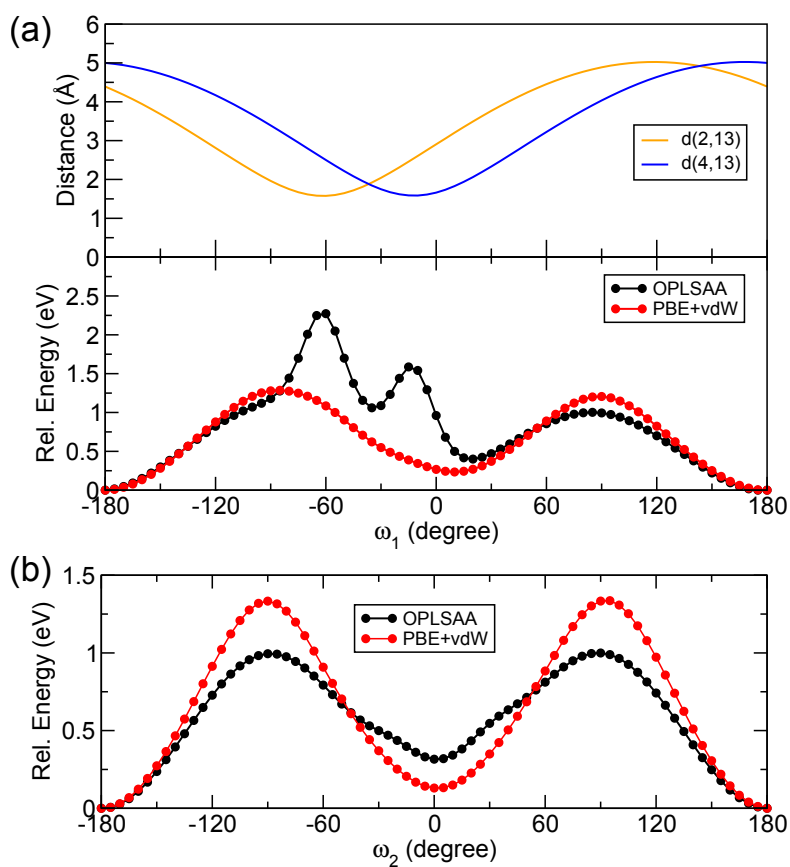 (a)
Distance (Å)
6
5
4
3
2
1
0
d(2,13)
d(4,13)
Rel. Energy (eV)
2.5
2
1.5
1
0.5
0
OPLSAA
PBE+vdW
-180 -120 -60 0 60 120 180
ω1 (degree)
(b)
Rel. Energy (eV)
1.5
1
0.5
0
OPLSAA
PBE+vdW
-180 -120 -60 0 60 120 180
ω2 (degree)